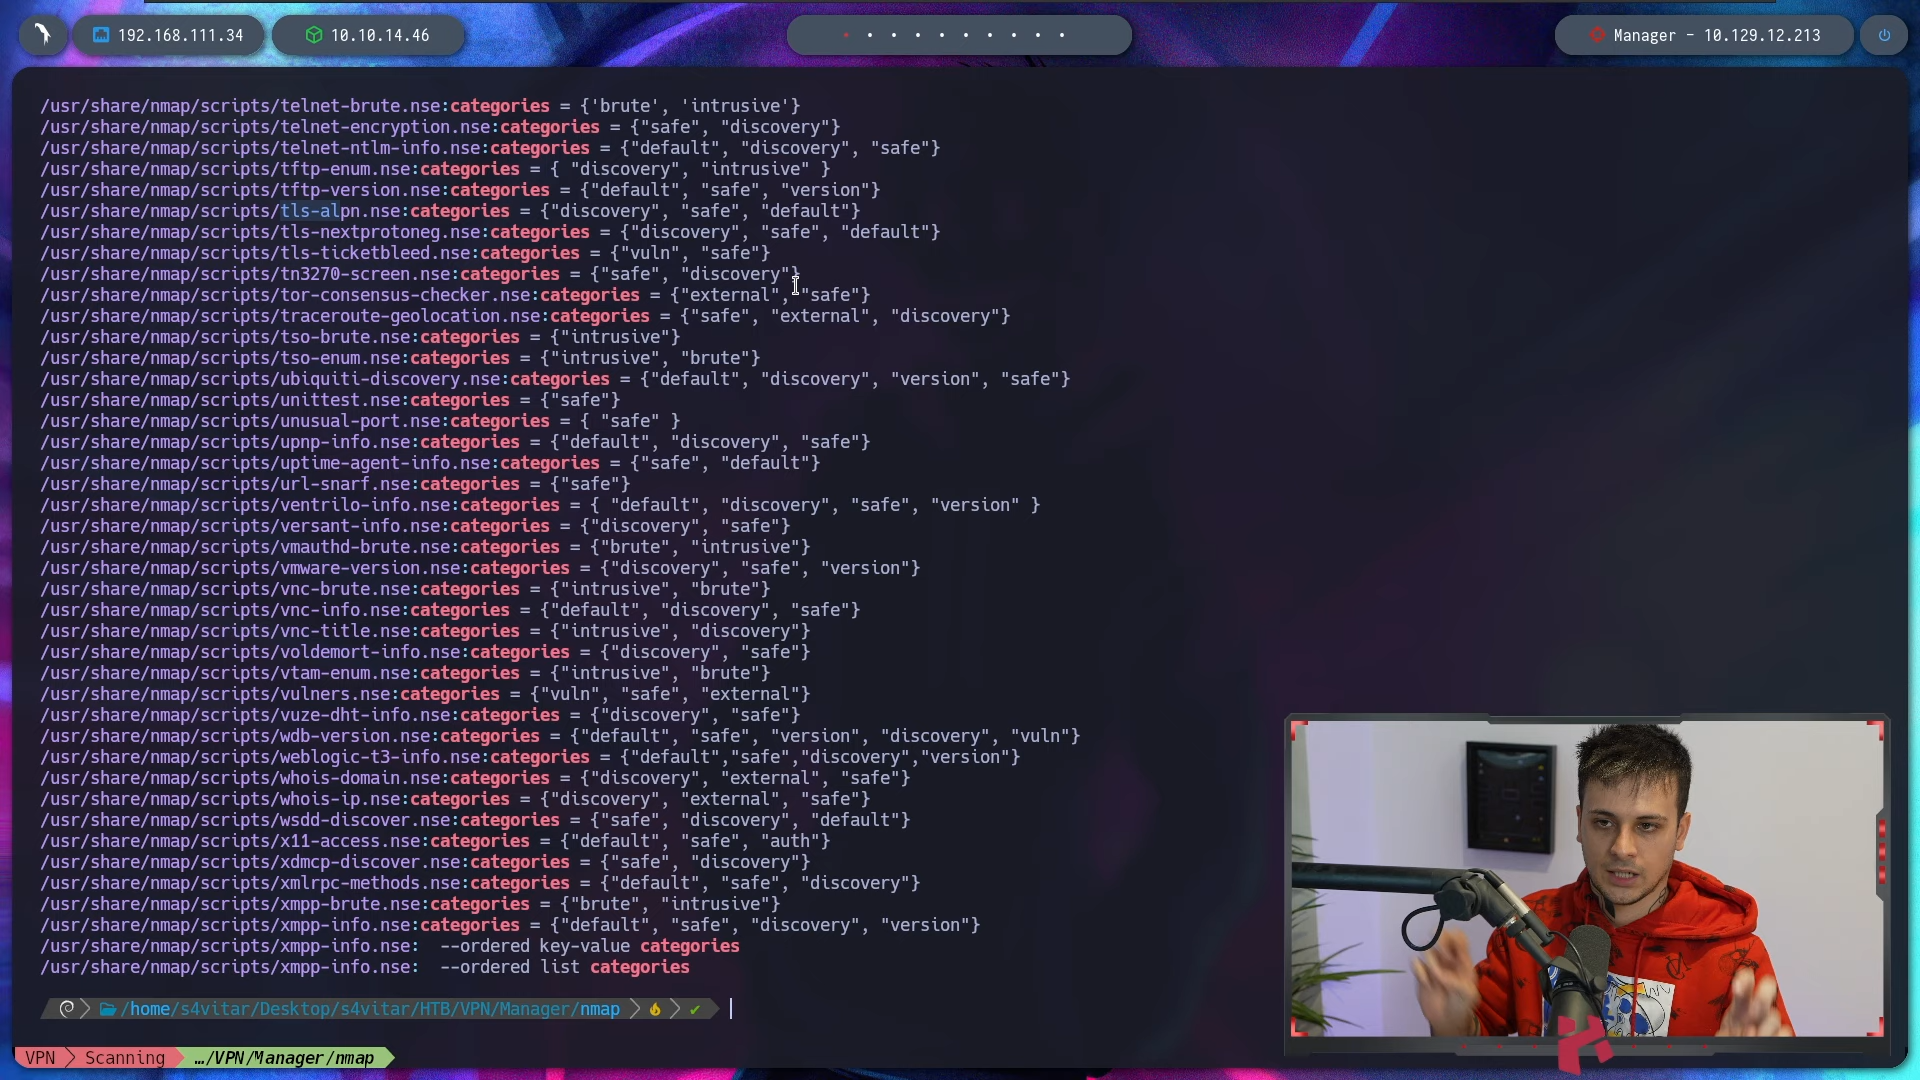 192.168.111.34
10.10.14.46
Manager - 10.129.12.213
/usr/share/nmap/scripts/telnet-brute.nse:categories = {'brute', 'intrusive'}
/usr/share/nmap/scripts/telnet-encryption.nse:categories = {"safe", "discovery"}
/usr/share/nmap/scripts/telnet-ntlm-info.nse:categories = {"default", "discovery", "safe"}
/usr/share/nmap/scripts/tftp-enum.nse:categories = { "discovery", "intrusive" }
/usr/share/nmap/scripts/tftp-version.nse:categories = {"default", "safe", "version"}
/usr/share/nmap/scripts/tls-alpn.nse:categories = {"discovery", "safe", "default"}
/usr/share/nmap/scripts/tls-nextprotoneg.nse:categories = {"discovery", "safe", "default"}
/usr/share/nmap/scripts/tls-ticketbleed.nse:categories = {"vuln", "safe"}
/usr/share/nmap/scripts/tn3270-screen.nse:categories = {"safe", "discovery"}
/usr/share/nmap/scripts/tor-consensus-checker.nse:categories = {"external", "safe"}
/usr/share/nmap/scripts/traceroute-geolocation.nse:categories = {"safe", "external", "discovery"}
/usr/share/nmap/scripts/tso-brute.nse:categories = {"intrusive"}
/usr/share/nmap/scripts/tso-enum.nse:categories = {"intrusive", "brute"}
/usr/share/nmap/scripts/ubiquiti-discovery.nse:categories = {"default", "discovery", "version", "safe"}
/usr/share/nmap/scripts/unittest.nse:categories = {"safe"}
/usr/share/nmap/scripts/unusual-port.nse:categories = { "safe" }
/usr/share/nmap/scripts/upnp-info.nse:categories = {"default", "discovery", "safe"}
/usr/share/nmap/scripts/uptime-agent-info.nse:categories = {"safe", "default"}
/usr/share/nmap/scripts/url-snarf.nse:categories = {"safe"}
/usr/share/nmap/scripts/ventrilo-info.nse:categories = { "default", "discovery", "safe", "version" }
/usr/share/nmap/scripts/versant-info.nse:categories = {"discovery", "safe"}
/usr/share/nmap/scripts/vmauthd-brute.nse:categories = {"brute", "intrusive"}
/usr/share/nmap/scripts/vmware-version.nse:categories = {"discovery", "safe", "version"}
/usr/share/nmap/scripts/vnc-brute.nse:categories = {"intrusive", "brute"}
/usr/share/nmap/scripts/vnc-info.nse:categories = {"default", "discovery", "safe"}
/usr/share/nmap/scripts/vnc-title.nse:categories = {"intrusive", "discovery"}
/usr/share/nmap/scripts/voldemort-info.nse:categories = {"discovery", "safe"}
/usr/share/nmap/scripts/vtam-enum.nse:categories = {"intrusive", "brute"}
/usr/share/nmap/scripts/vulners.nse:categories = {"vuln", "safe", "external"}
/usr/share/nmap/scripts/vuze-dht-info.nse:categories = {"discovery", "safe"}
/usr/share/nmap/scripts/wdb-version.nse:categories = {"default", "safe", "version", "discovery", "vuln"}
/usr/share/nmap/scripts/weblogic-t3-info.nse:categories = {"default","safe","discovery","version"}
/usr/share/nmap/scripts/whois-domain.nse:categories = {"discovery", "external", "safe"}
/usr/share/nmap/scripts/whois-ip.nse:categories = {"discovery", "external", "safe"}
/usr/share/nmap/scripts/wsdd-discover.nse:categories = {"safe", "discovery", "default"}
/usr/share/nmap/scripts/x11-access.nse:categories = {"default", "safe", "auth"}
/usr/share/nmap/scripts/xdmcp-discover.nse:categories = {"safe", "discovery"}
/usr/share/nmap/scripts/xmlrpc-methods.nse:categories = {"default", "safe", "discovery"}
/usr/share/nmap/scripts/xmpp-brute.nse:categories = {"brute", "intrusive"}
/usr/share/nmap/scripts/xmpp-info.nse:categories = {"default", "safe", "discovery", "version"}
/usr/share/nmap/scripts/xmpp-info.nse:  --ordered key-value categories
/usr/share/nmap/scripts/xmpp-info.nse:  --ordered list categories
/home/s4vitar/Desktop/s4vitar/HTB/VPN/Manager/nmap
VPN Scanning …/VPN/Manager/nmap